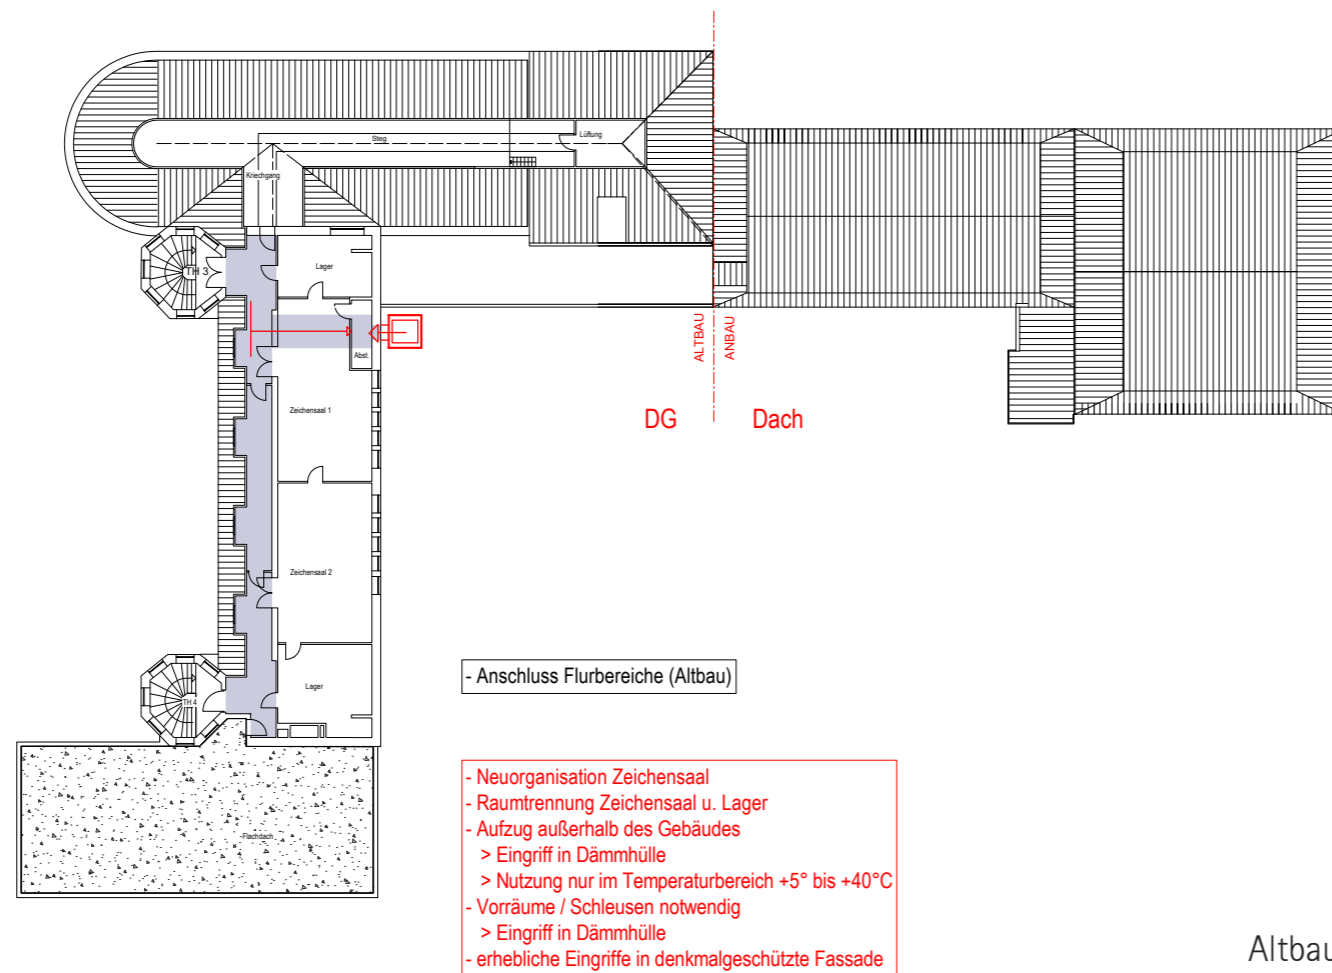 Steg
Lüftung
Kriechgang
TH 3
Lager
Abst.
ALTBAU
ANBAU
DG
Dach
Zeichensaal 1
Zeichensaal 2
Lager
TH 4
Flachdach
- Anschluss Flurbereiche (Altbau)
- Neuorganisation Zeichensaal
- Raumtrennung Zeichensaal u. Lager
- Aufzug außerhalb des Gebäudes
> Eingriff in Dämmhülle
> Nutzung nur im Temperaturbereich +5° bis +40°C
- Vorräume / Schleusen notwendig
> Eingriff in Dämmhülle
- erhebliche Eingriffe in denkmalgeschützte Fassade
Altbau